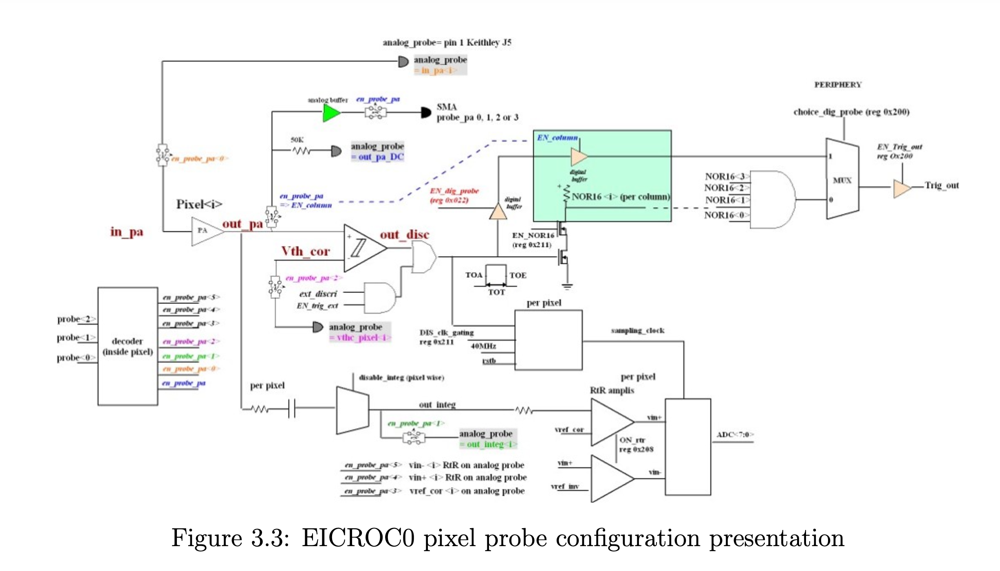 analog_probe= pin 1 Keithley J5
analog_probe
= in_pa<i>
PERIPHERY
analog buffer
en_probe_pa
SMA
probe_pa 0, 1, 2 or 3
choice_dig_probe (reg 0x200)
50K
analog_probe
= out_pa_DC
EN_column
en_probe_pa<0>
digital
buffer
1
EN_Trig_out
reg Ox200
NOR16<3>
NOR16<2>
NOR16<1>
NOR16<0>
MUX
0
Trig_out
EN_dig_probe
(reg 0x022)
digital
buffer
+
NOR16 <i> (per column)
en_probe_pa
=> EN_column
Pixel<i>
in_pa
PA
out_pa
+
-
out_disc
Vth_cor
EN_NOR16
(reg 0x211)
en_probe_pa<2>
ext_discri
EN_trig_ext
TOA
TOE
TOT
analog_probe
= vthc_pixel<i>
probe<2>
probe<1>
probe<0>
decoder
(inside pixel)
en_probe_pa<5>
en_probe_pa<4>
en_probe_pa<3>
en_probe_pa<2>
en_probe_pa<1>
en_probe_pa<0>
en_probe_pa
per pixel
DIS_clk_gating
reg 0x211
40MHz
rstb
sampling_clock
per pixel
disable_integ (pixel wise)
out_integ
en_probe_pa<1>
analog_probe
= out_integ<i>
per pixel
RtR amplis
vin+
vref_cor
ON_rtr
reg 0x208
vin+
vin-
vref_inv
ADC<7:0>
en_probe_pa<5> vin- <i> RtR on analog probe
en_probe_pa<4> vin+ <i> RtR on analog probe
en_probe_pa<3> vref_cor <i> on analog probe
Figure 3.3: EICROC0 pixel probe configuration presentation